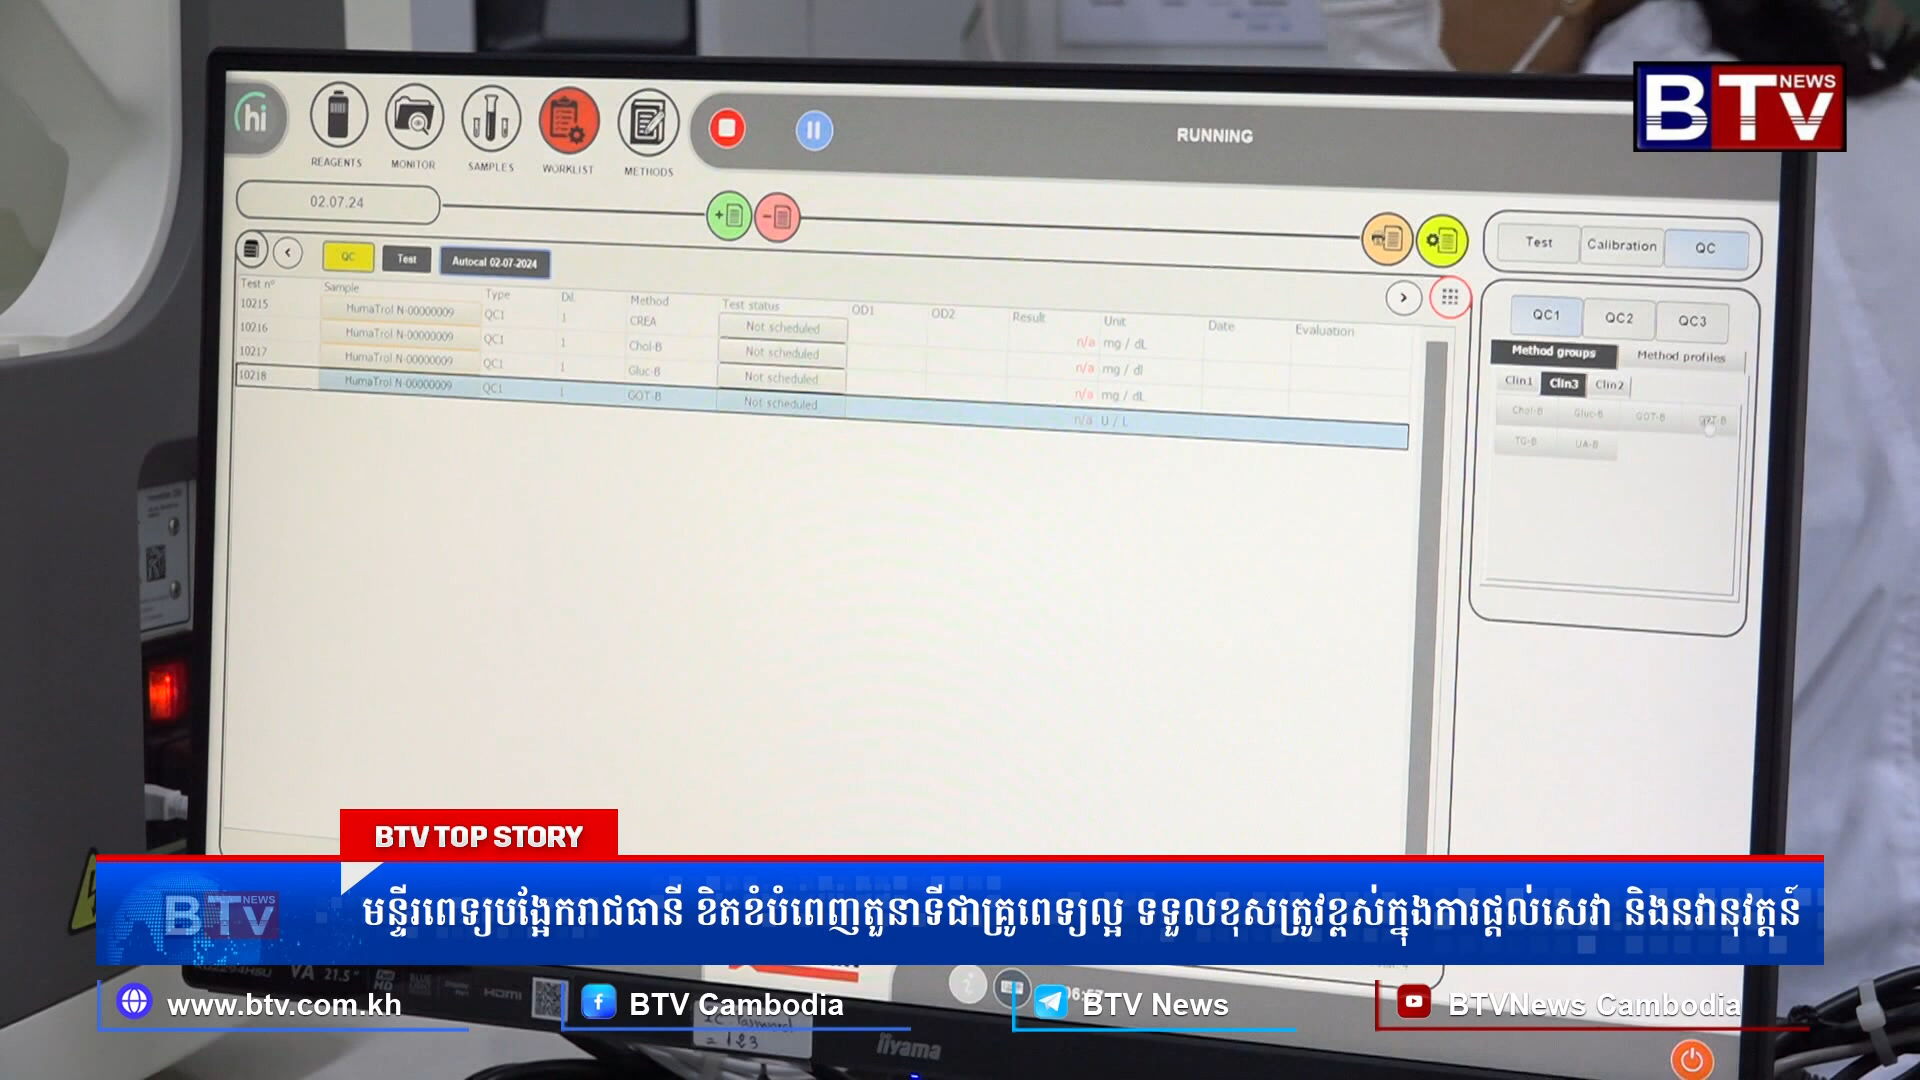 BTV NEWS
hi
REAGENTS
MONITOR
SAMPLES
WORKLIST
METHODS
RUNNING
02.07.24
Test
Calibration
QC
QC
Test
Autocal 02-07-2024
Test n°
Sample
Type
Dil.
Method
Test status
OD1
OD2
Result
Unit
Date
Evaluation
10215 HumaTrol N-00000009 QC1 1 CREA Not scheduled n/a mg / dL
10216 HumaTrol N-00000009 QC1 1 Chol-B Not scheduled n/a mg / dl
10217 HumaTrol N-00000009 QC1 1 Gluc-B Not scheduled n/a mg / dL
10218 HumaTrol N-00000009 QC1 1 GOT-B Not scheduled n/a U / L
QC1
QC2
QC3
Method groups
Method profiles
Clin1
Clin3
Clin2
Chol-B
Gluc-B
GOT-B
TG-B
UA-B
BTV TOP STORY
BTV NEWS
មន្ទីរពេទ្យបង្អែករាជធានី ខិតខំបំពេញតួនាទីជាគ្រូពេទ្យល្អ ទទួលខុសត្រូវខ្ពស់ក្នុងការផ្តល់សេវា និងនវានុវត្តន៍
VA 21.5"
HDMI
www.btv.com.kh
BTV Cambodia
BTV News
BTVNews Cambodia
= 123
iiyama